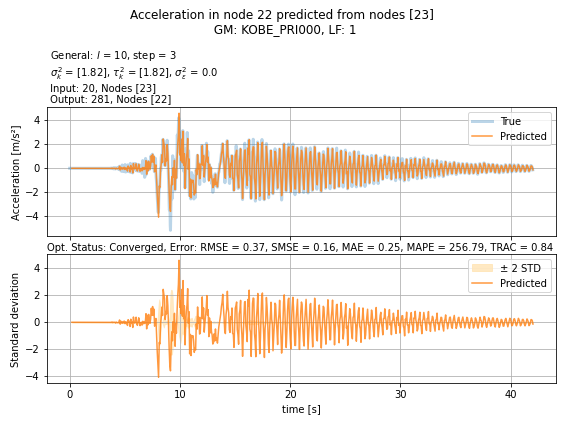 Acceleration in node 22 predicted from nodes [23]
GM: KOBE_PRI000, LF: 1
General: l = 10, step = 3
σ²ₖ = [1.82], τ²ₖ = [1.82], σ²ε = 0.0
Input: 20, Nodes [23]
Output: 281, Nodes [22]
Acceleration [m/s²]
4
2
0
−2
−4
True
Predicted
Opt. Status: Converged, Error: RMSE = 0.37, SMSE = 0.16, MAE = 0.25, MAPE = 256.79, TRAC = 0.84
Standard deviation
4
2
0
−2
−4
± 2 STD
Predicted
0
10
20
30
40
time [s]